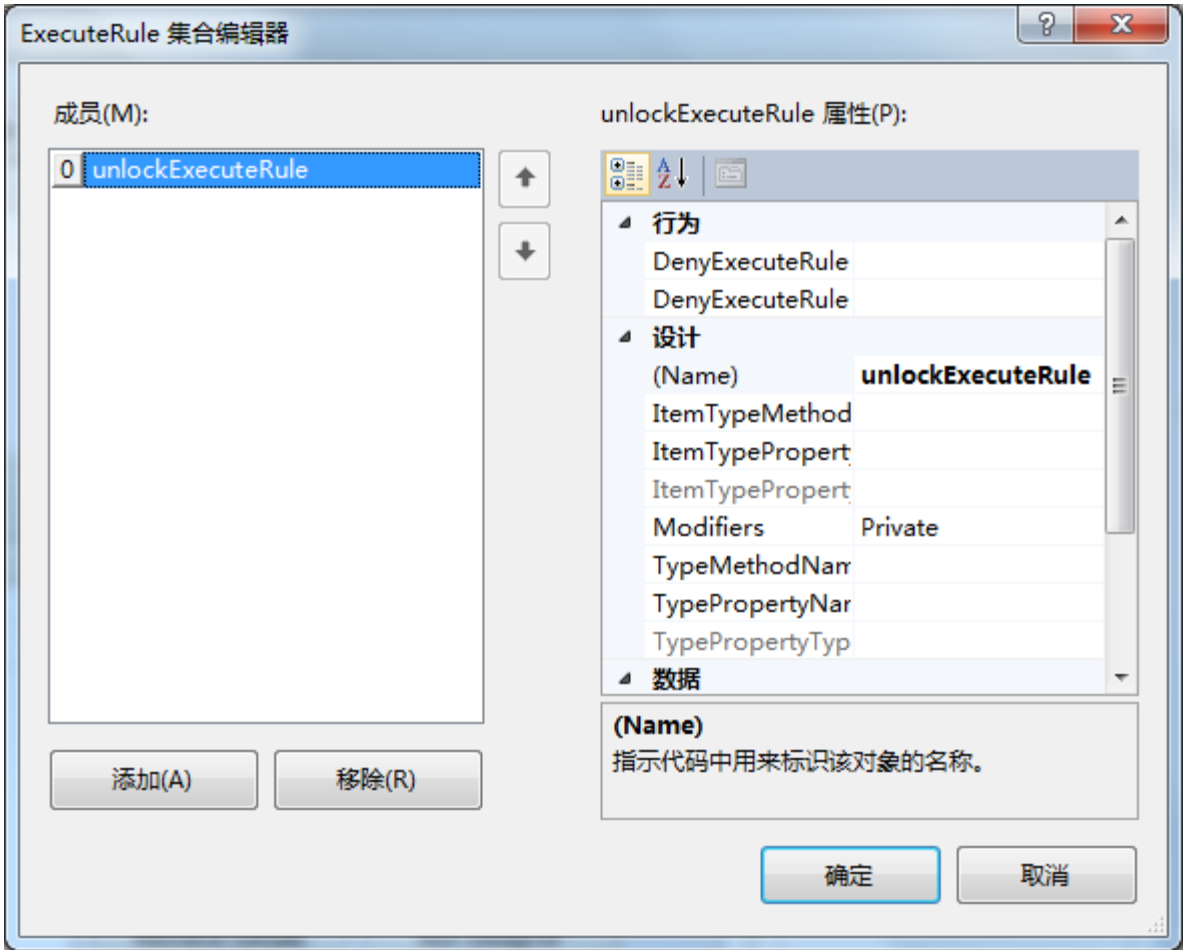 ExecuteRule 集合编辑器
成员(M):
0 unlockExecuteRule
添加(A)
移除(R)
unlockExecuteRule 属性(P):
行为
DenyExecuteRule
DenyExecuteRule
设计
(Name) unlockExecuteRule
ItemTypeMethod
ItemTypePropert
ItemTypePropert
Modifiers Private
TypeMethodNam
TypePropertyNar
TypePropertyTyp
数据
(Name)
指示代码中用来标识该对象的名称。
确定
取消